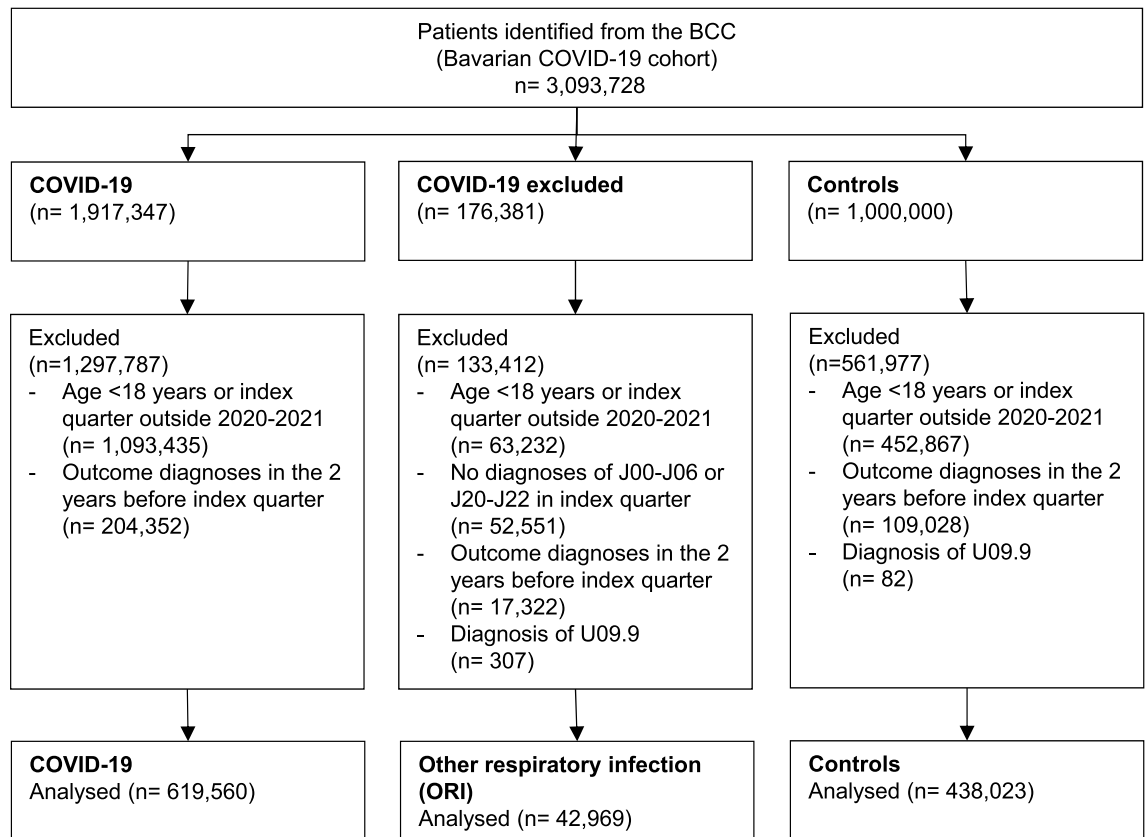 Patients identified from the BCC
(Bavarian COVID-19 cohort)
n= 3,093,728
COVID-19
(n= 1,917,347)
COVID-19 excluded
(n= 176,381)
Controls
(n= 1,000,000)
Excluded
(n=1,297,787)
- Age <18 years or index
quarter outside 2020-2021
(n= 1,093,435)
- Outcome diagnoses in the 2
years before index quarter
(n= 204,352)
Excluded
(n= 133,412)
- Age <18 years or index
quarter outside 2020-2021
(n= 63,232)
- No diagnoses of J00-J06 or
J20-J22 in index quarter
(n= 52,551)
- Outcome diagnoses in the 2
years before index quarter
(n= 17,322)
- Diagnosis of U09.9
(n= 307)
Excluded
(n=561,977)
- Age <18 years or index
quarter outside 2020-2021
(n= 452,867)
- Outcome diagnoses in the 2
years before index quarter
(n= 109,028)
- Diagnosis of U09.9
(n= 82)
COVID-19
Analysed (n= 619,560)
Other respiratory infection
(ORI)
Analysed (n= 42,969)
Controls
Analysed (n= 438,023)